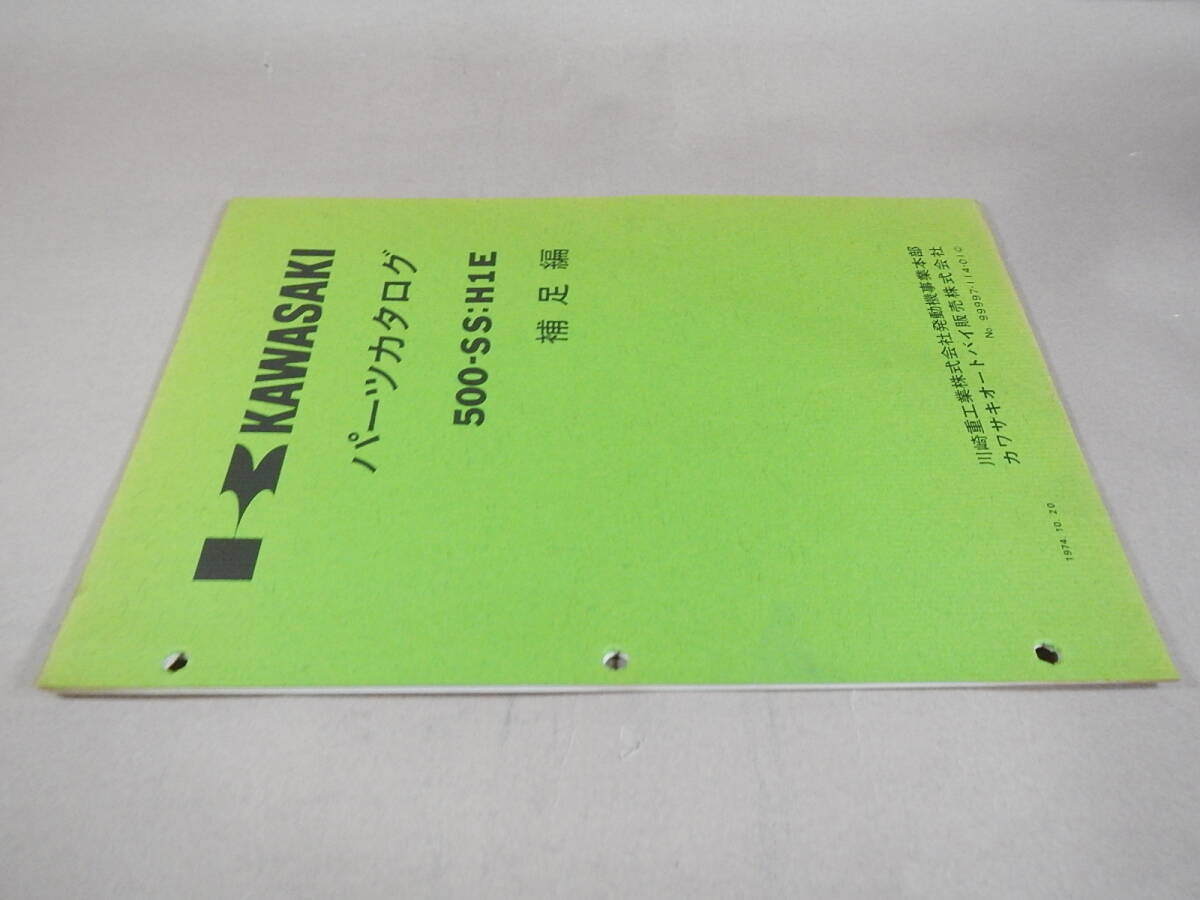 KAWASAKI
パーツカタログ
500-SS:H1E
補足編
川崎重工業株式会社発動機事業本部
カワサキオートバイ販売株式会社
No 99997-114-010
1974.10.20